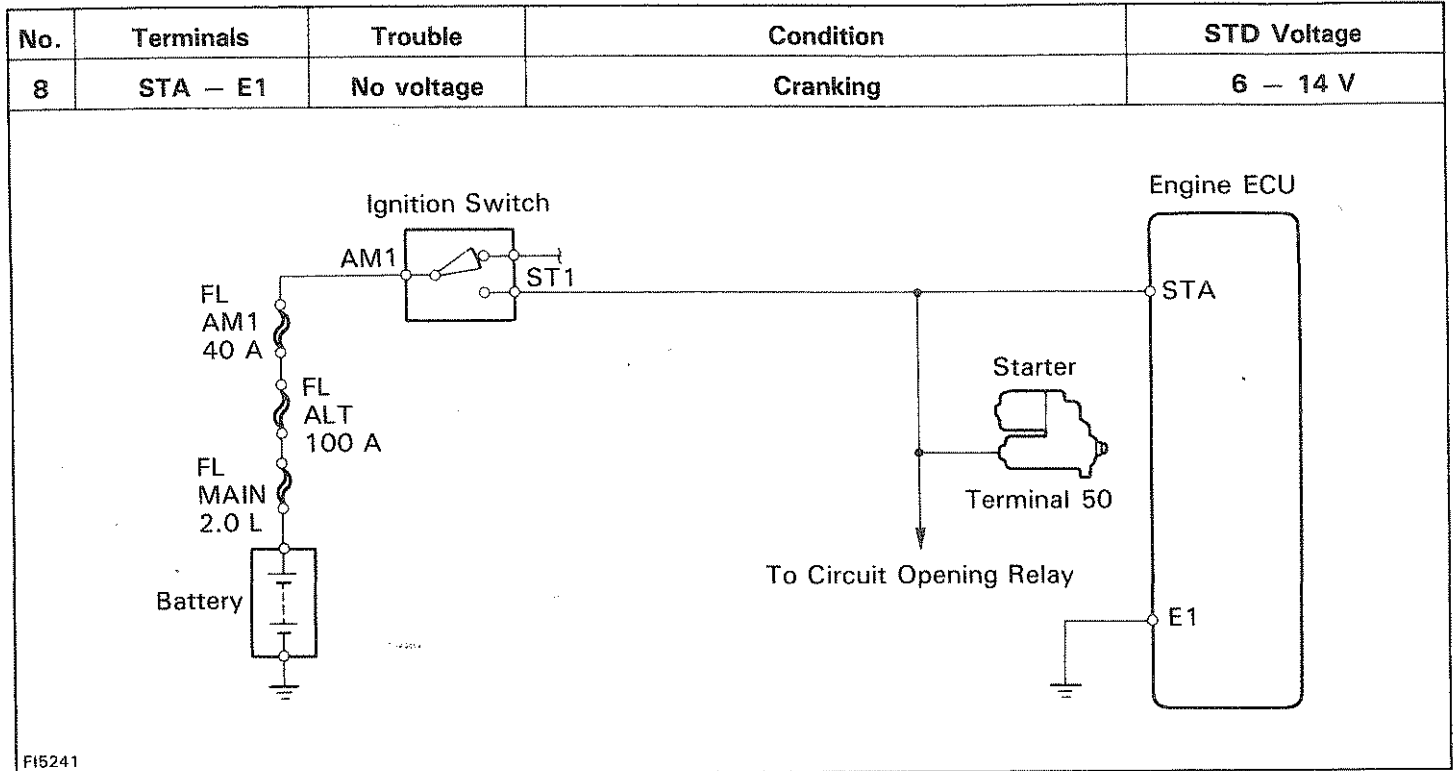 No. Terminals Trouble Condition STD Voltage
8 STA – E1 No voltage Cranking 6 – 14 V
Engine ECU
Ignition Switch
AM1
ST1
STA
FL
AM1
40 A
FL
ALT
100 A
FL
MAIN
2.0 L
Battery
Starter
Terminal 50
To Circuit Opening Relay
E1
FI5241